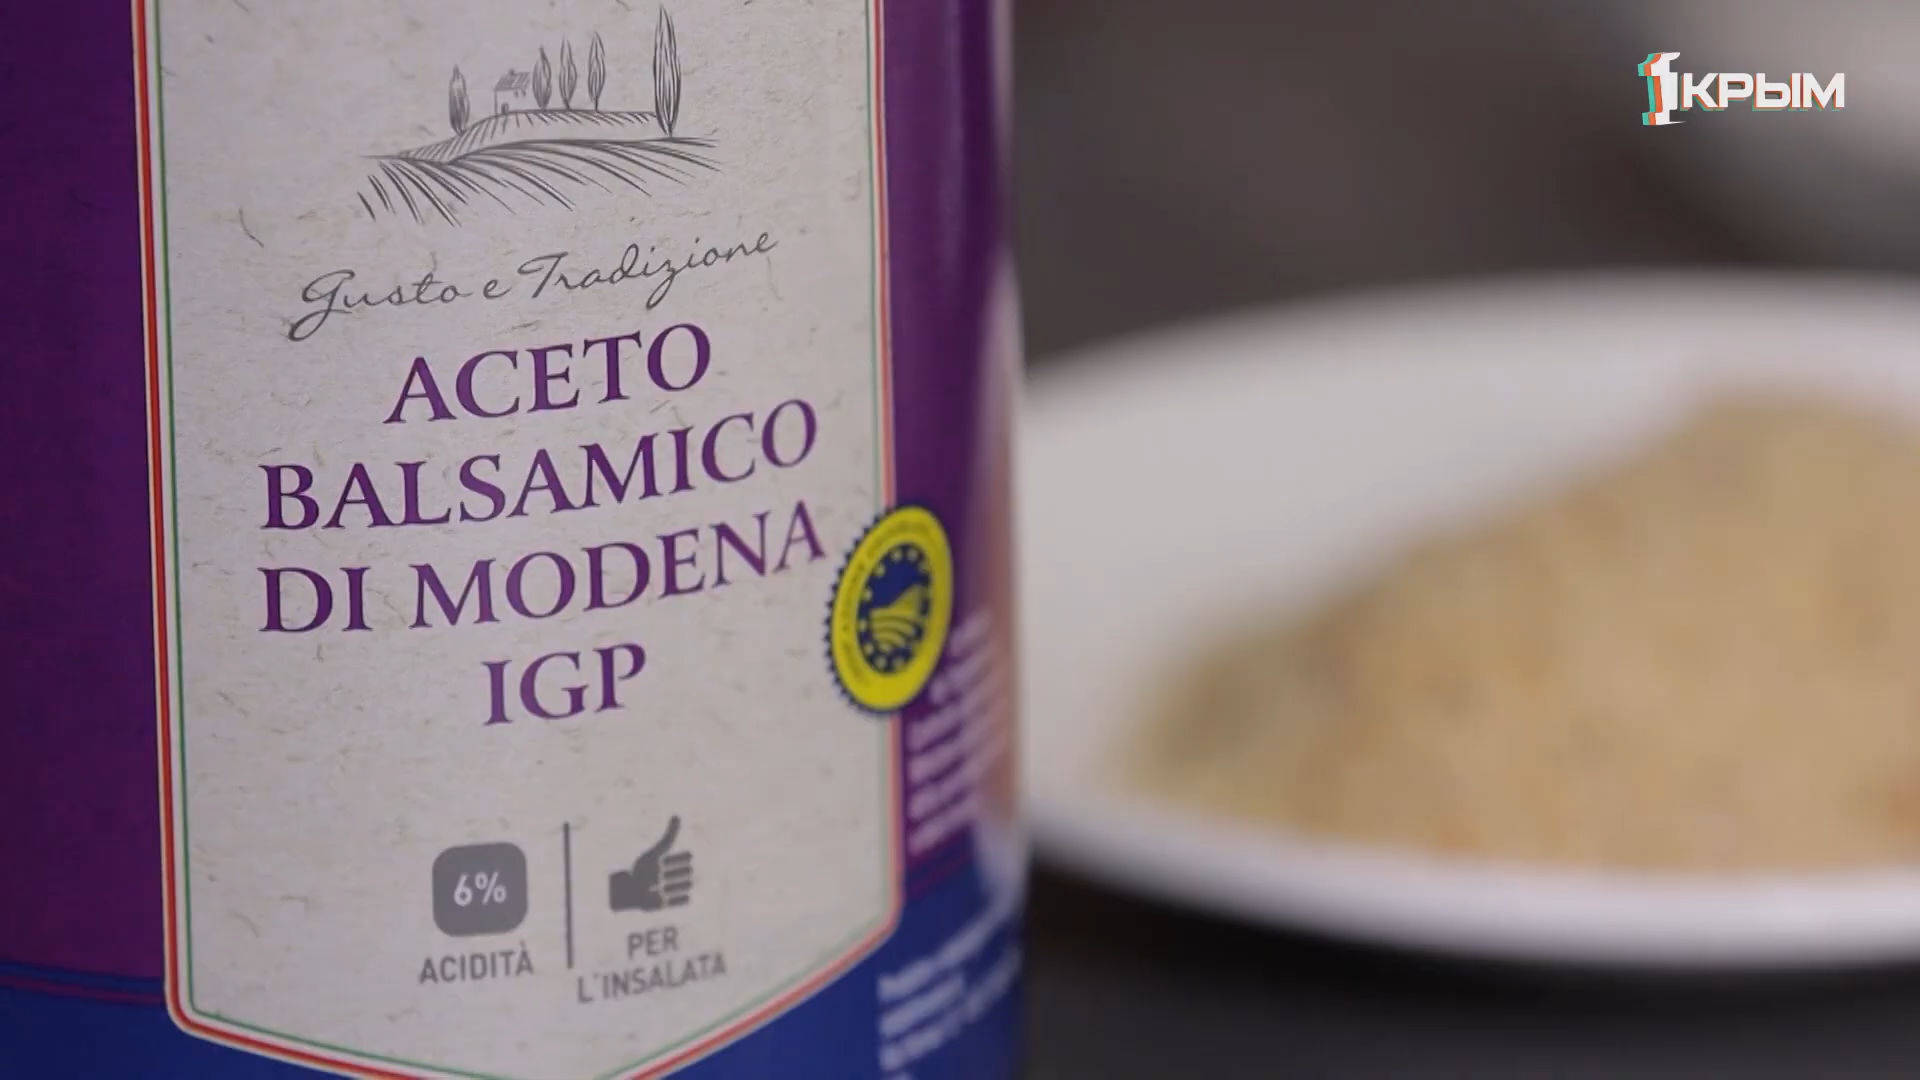 1КРЫМ
Gusto e Tradizione
ACETO
BALSAMICO
DI MODENA
IGP
6%
ACIDITÀ
PER
L'INSALATA